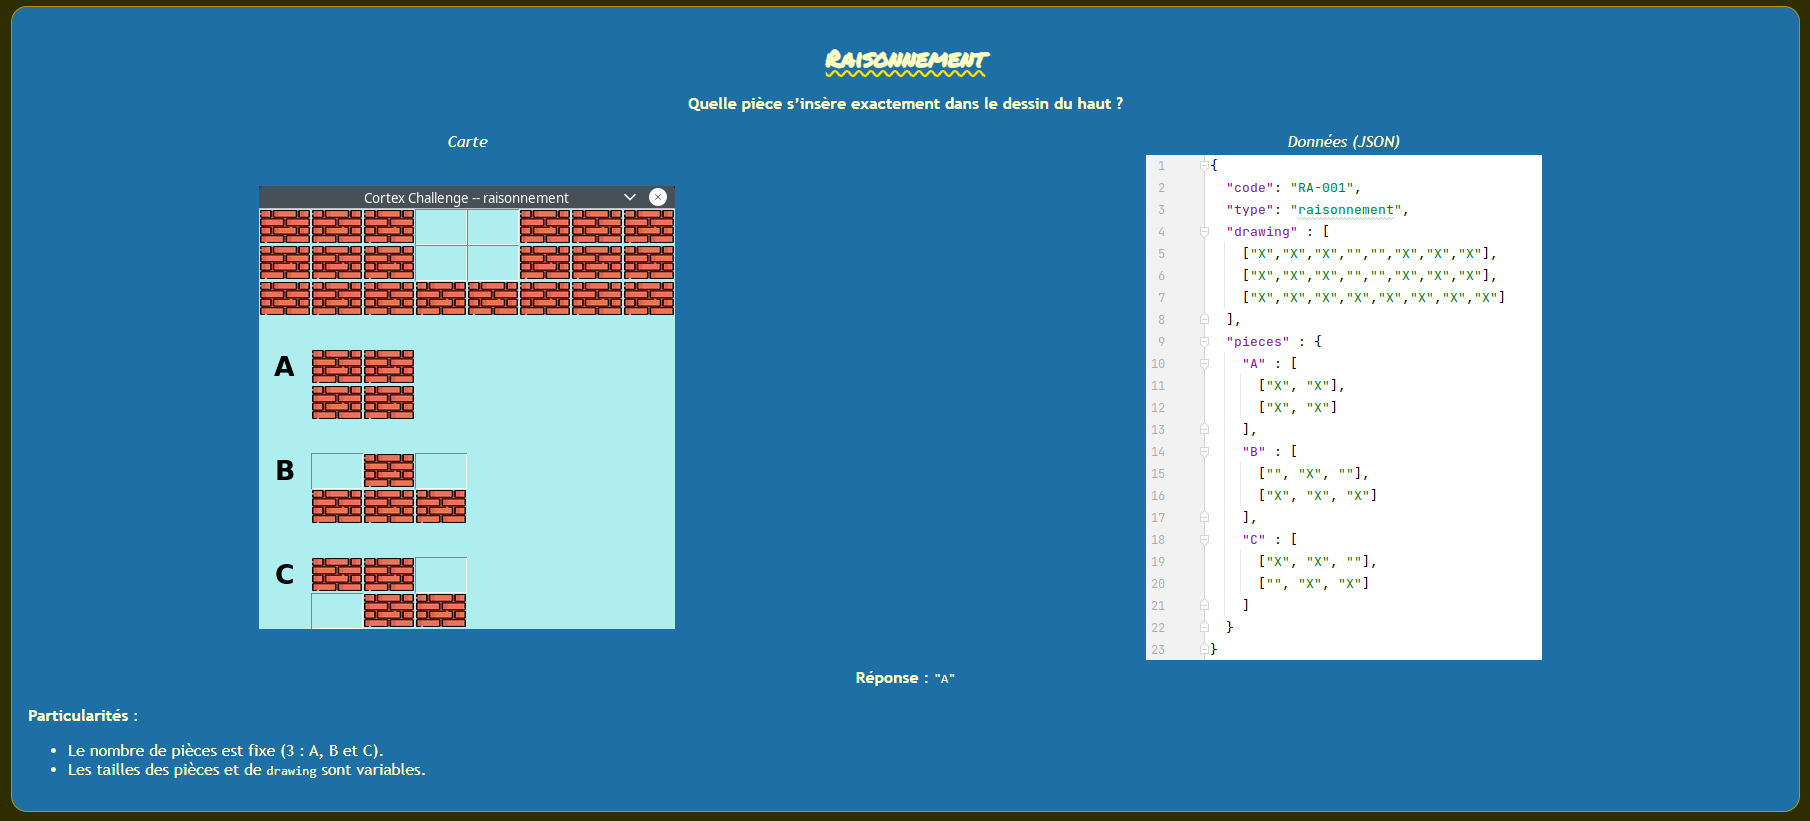 Raisonnement
Quelle pièce s’insère exactement dans le dessin du haut ?
Carte
Cortex Challenge -- raisonnement
A
B
C
Données (JSON)
1 {
2 "code": "RA-001",
3 "type": "raisonnement",
4 "drawing" : [
5 ["X","X","X","","","X","X","X"],
6 ["X","X","X","","","X","X","X"],
7 ["X","X","X","X","X","X","X","X"]
8 ],
9 "pieces" : {
10 "A" : [
11 ["X", "X"],
12 ["X", "X"]
13 ],
14 "B" : [
15 ["", "X", ""],
16 ["X", "X", "X"]
17 ],
18 "C" : [
19 ["X", "X", ""],
20 ["", "X", "X"]
21 ]
22 }
23 }
Réponse : "A"
Particularités :
• Le nombre de pièces est fixe (3 : A, B et C).
• Les tailles des pièces et de drawing sont variables.